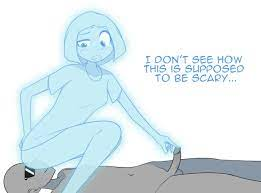 I DON'T SEE HOW
THIS IS SUPPOSED
TO BE SCARY...